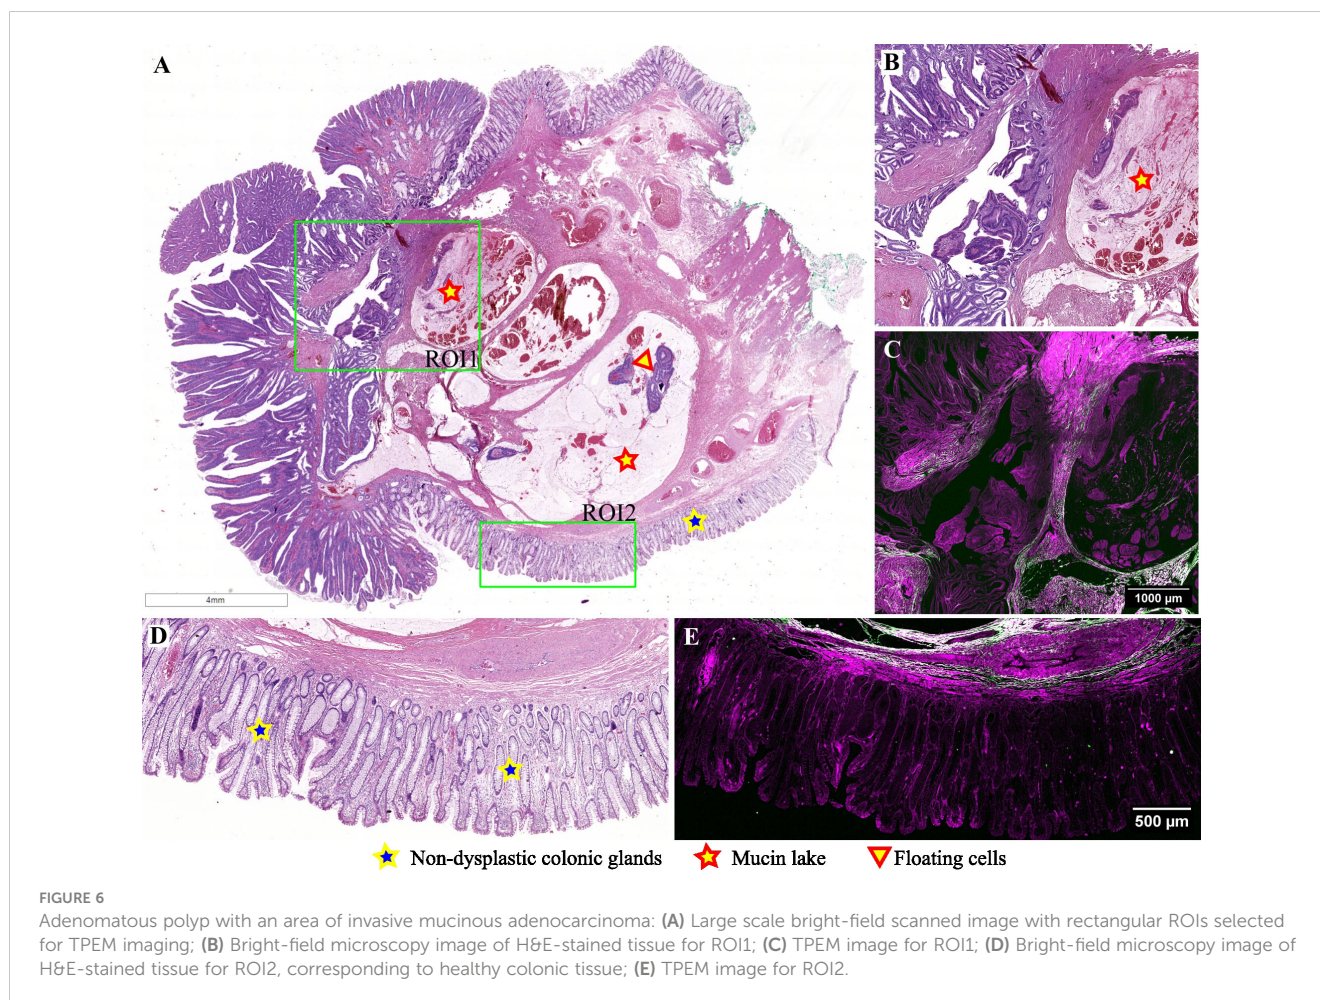 A
B
ROI1
C
ROI2
4mm
1000 µm
D
E
500 µm
Non-dysplastic colonic glands
Mucin lake
Floating cells
FIGURE 6
Adenomatous polyp with an area of invasive mucinous adenocarcinoma: (A) Large scale bright-field scanned image with rectangular ROIs selected
for TPEM imaging; (B) Bright-field microscopy image of H&E-stained tissue for ROI1; (C) TPEM image for ROI1; (D) Bright-field microscopy image of
H&E-stained tissue for ROI2, corresponding to healthy colonic tissue; (E) TPEM image for ROI2.